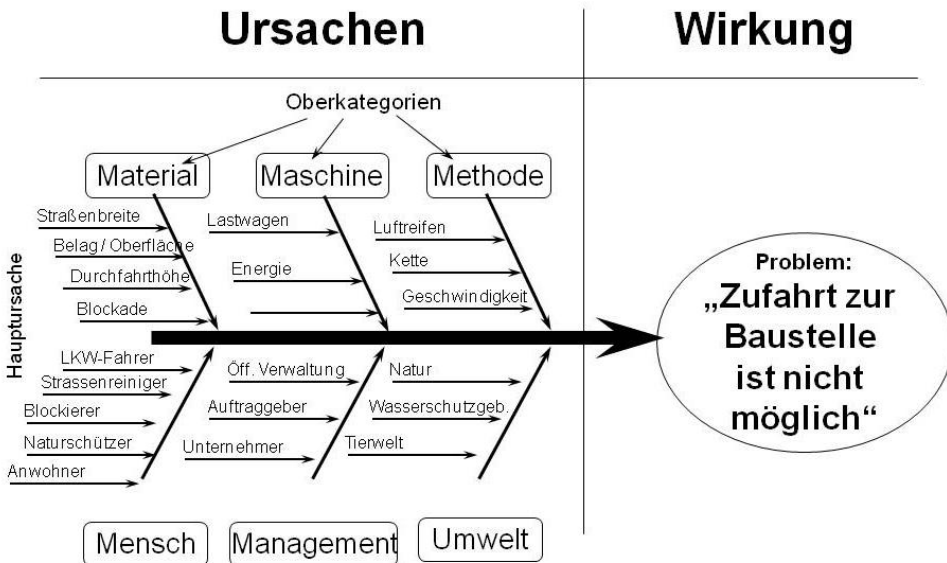 Ursachen
Wirkung
Oberkategorien
Material
Maschine
Methode
Straßenbreite
Belag / Oberfläche
Durchfahrthöhe
Blockade
Lastwagen
Energie
Luftreifen
Kette
Geschwindigkeit
Hauptursache
Problem:
„Zufahrt zur
Baustelle
ist nicht
möglich“
LKW-Fahrer
Strassenreiniger
Blockierer
Naturschützer
Anwohner
Öff. Verwaltung
Auftraggeber
Unternehmer
Natur
Wasserschutzgeb.
Tierwelt
Mensch
Management
Umwelt